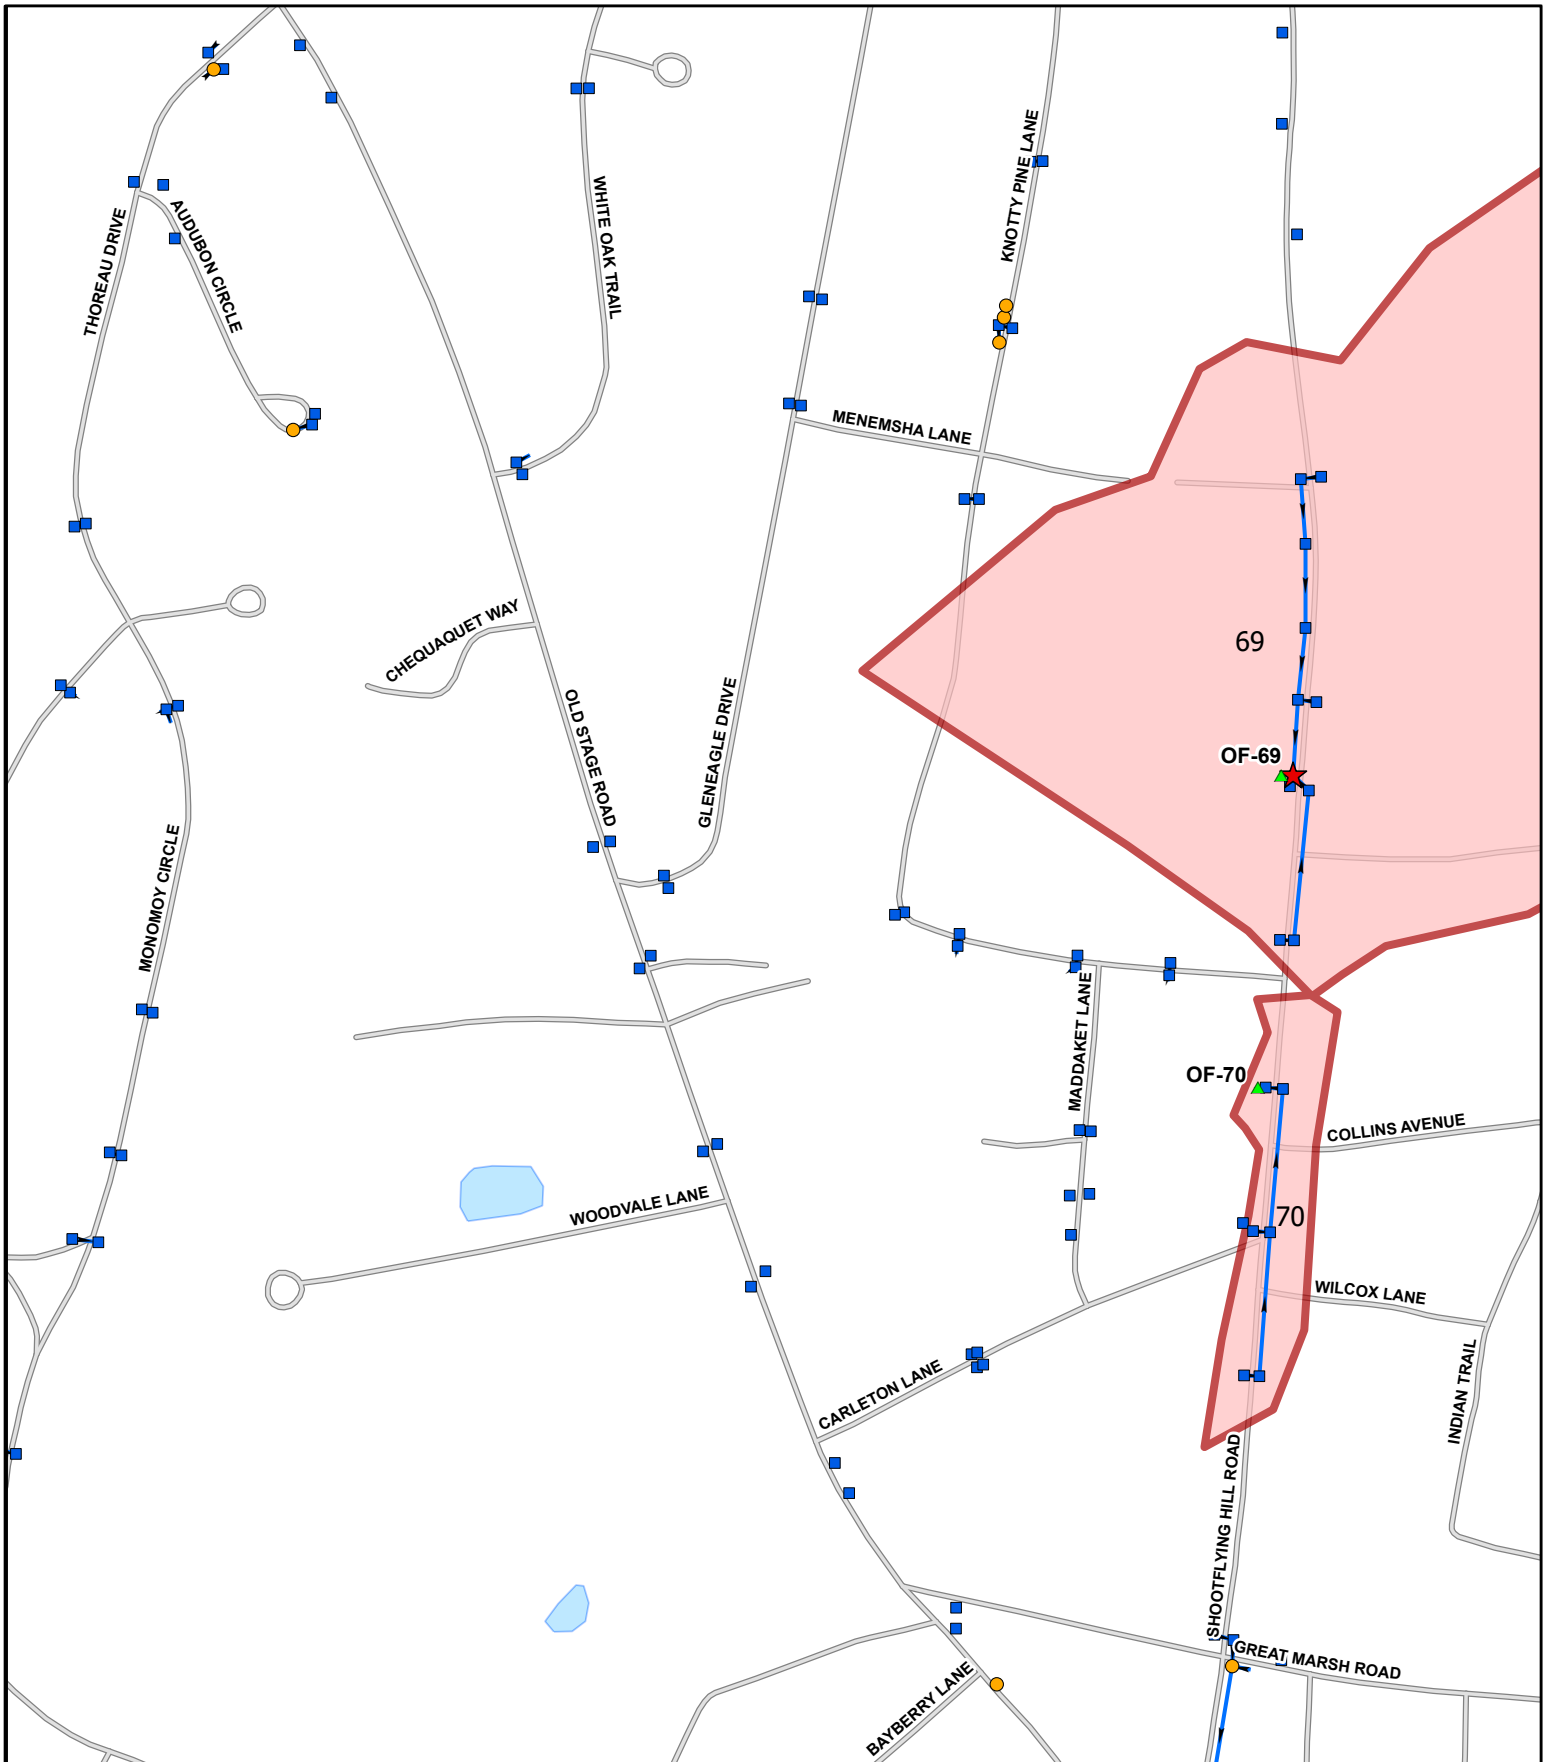 KNOTTY PINE LANE
WHITE OAK TRAIL
AUDUBON CIRCLE
THOREAU DRIVE
MENEMSHA LANE
CHEQUAQUET WAY
69
OLD STAGE ROAD
GLENEAGLE DRIVE
OF-69
MONOMOY CIRCLE
MADDAKET LANE
OF-70
COLLINS AVENUE
WOODVALE LANE
70
WILCOX LANE
INDIAN TRAIL
CARLETON LANE
SHOOTFLYING HILL ROAD
GREAT MARSH ROAD
BAYBERRY LANE